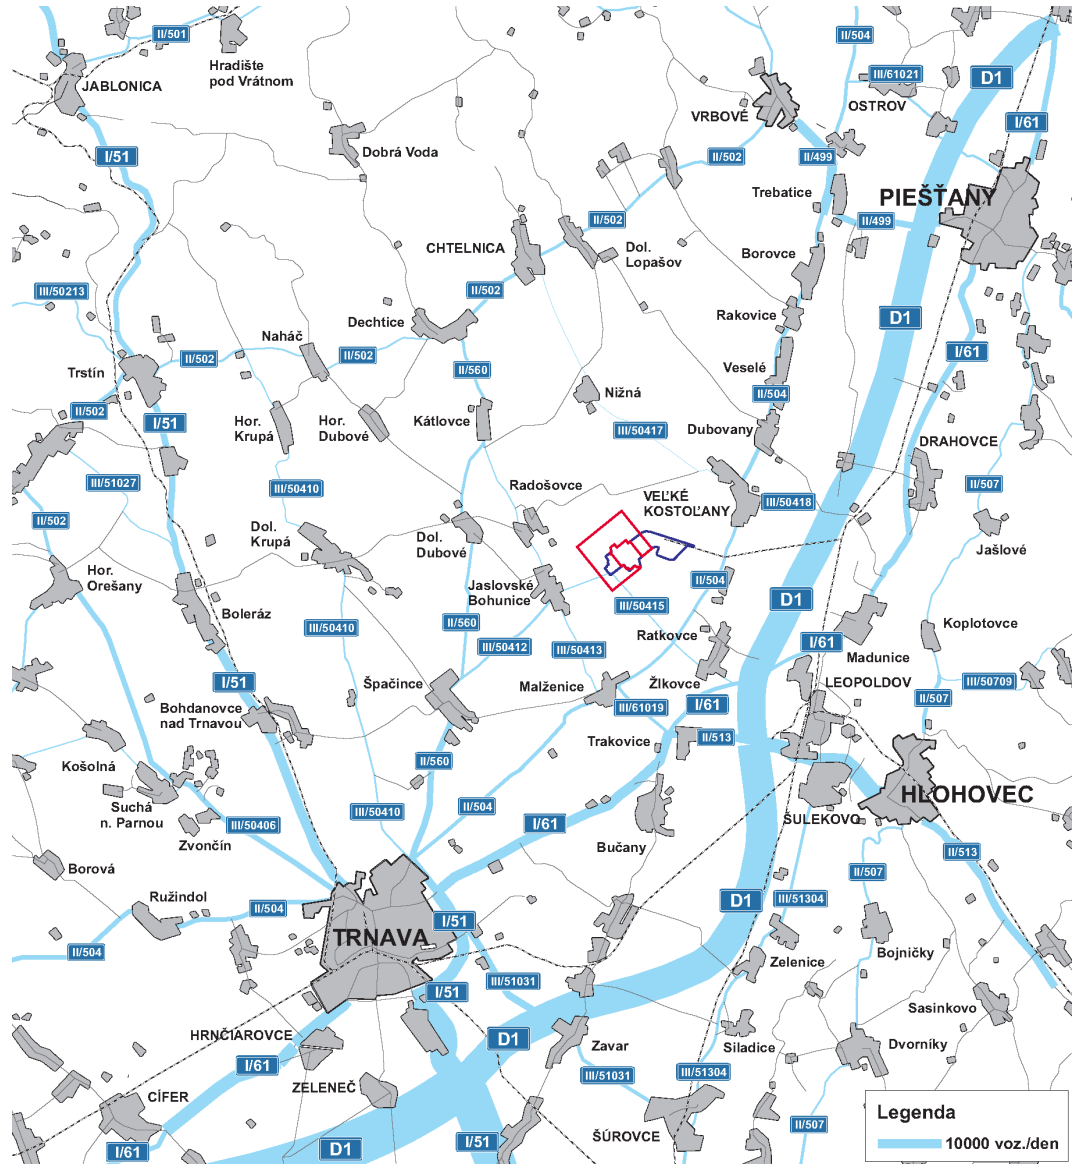 II/501
II/504
Hradište
pod Vrátnom
III/61021
D1
JABLONICA
OSTROV
VRBOVÉ
I/61
I/51
Dobrá Voda
II/502
II/499
Trebatice
PIEŠŤANY
II/502
II/499
CHTELNICA
Dol.
Lopašov
Borovce
III/50213
II/502
Dechtice
Rakovice
D1
Naháč
II/502
II/502
I/61
Trstín
II/560
Veselé
Nižná
II/504
II/502
I/51
Hor.
Krupá
Hor.
Dubové
Kátlovce
III/50417
Dubovany
DRAHOVCE
III/51027
III/50410
Radošovce
VEĽKÉ
KOSTOĽANY
III/50418
II/507
II/502
Dol.
Krupá
Dol.
Dubové
Jašlové
Hor.
Orešany
Jaslovské
Bohunice
II/504
D1
Boleráz
III/50410
II/560
III/50415
Ratkovce
Koplotovce
III/50412
III/50413
I/61
Madunice
I/51
Špačince
Malženice
Žlkovce
LEOPOLDOV
III/50709
Bohdanovce
nad Trnavou
III/61019
I/61
II/507
Trakovice
II/513
Košolná
II/560
Suchá
n. Parnou
III/50410
II/504
HLOHOVEC
III/50406
I/61
ŠULEKOVO
Zvončín
Bučany
II/513
Borová
II/507
Ružindol
II/504
I/51
D1
III/51304
TRNAVA
II/504
Zelenice
Bojničky
III/51031
I/51
Sasinkovo
HRNČIAROVCE
D1
Zavar
Siladice
Dvorníky
I/61
ZELENEČ
III/51031
III/51304
CÍFER
Legenda
ŠÚROVCE
II/507
I/61
D1
I/51
10000 voz./den